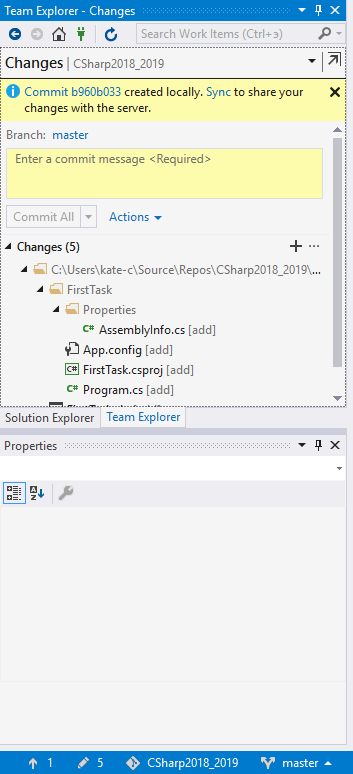 Team Explorer - Changes
Search Work Items (Ctrl+э)
Changes | CSharp2018_2019
Commit b960b033 created locally. Sync to share your
changes with the server.
Branch: master
Enter a commit message <Required>
Commit All
Actions
Changes (5)
C:\Users\kate-c\Source\Repos\CSharp2018_2019\...
FirstTask
Properties
C# AssemblyInfo.cs [add]
App.config [add]
C# FirstTask.csproj [add]
C# Program.cs [add]
Solution Explorer
Team Explorer
Properties
1
5
CSharp2018_2019
master